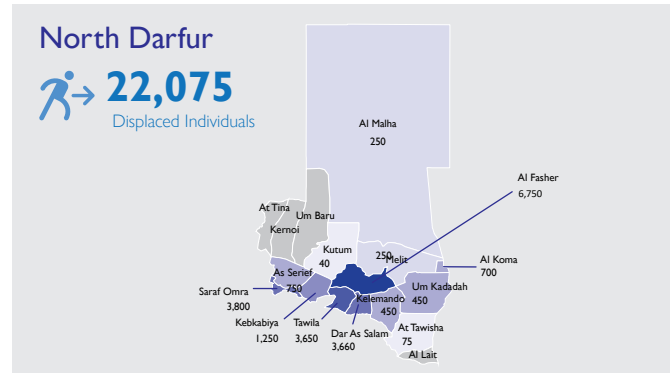 North Darfur
22,075
Displaced Individuals
Al Malha
250
Al Fasher
6,750
At Tina
Um Baru
Kernoi
Kutum
40
250
Melit
Al Koma
700
As Serief
750
Um Kadadah
450
Saraf Omra
3,800
Kelemando
450
Kebkabiya
1,250
Tawila
3,650
Dar As Salam
3,660
At Tawisha
75
Al Lait